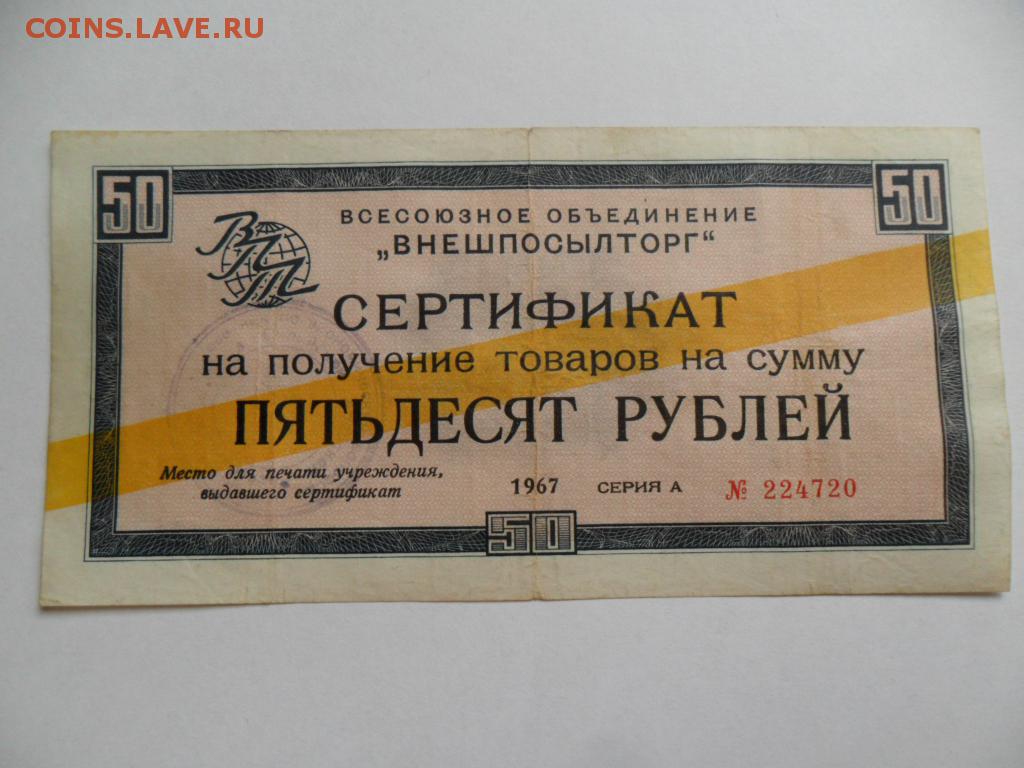 COINS.LAVE.RU
50
50
ВПТ
ВСЕСОЮЗНОЕ ОБЪЕДИНЕНИЕ
„ВНЕШПОСЫЛТОРГ“
СЕРТИФИКАТ
на получение товаров на сумму
ПЯТЬДЕСЯТ РУБЛЕЙ
Место для печати учреждения,
выдавшего сертификат
1967 СЕРИЯ А № 224720
50